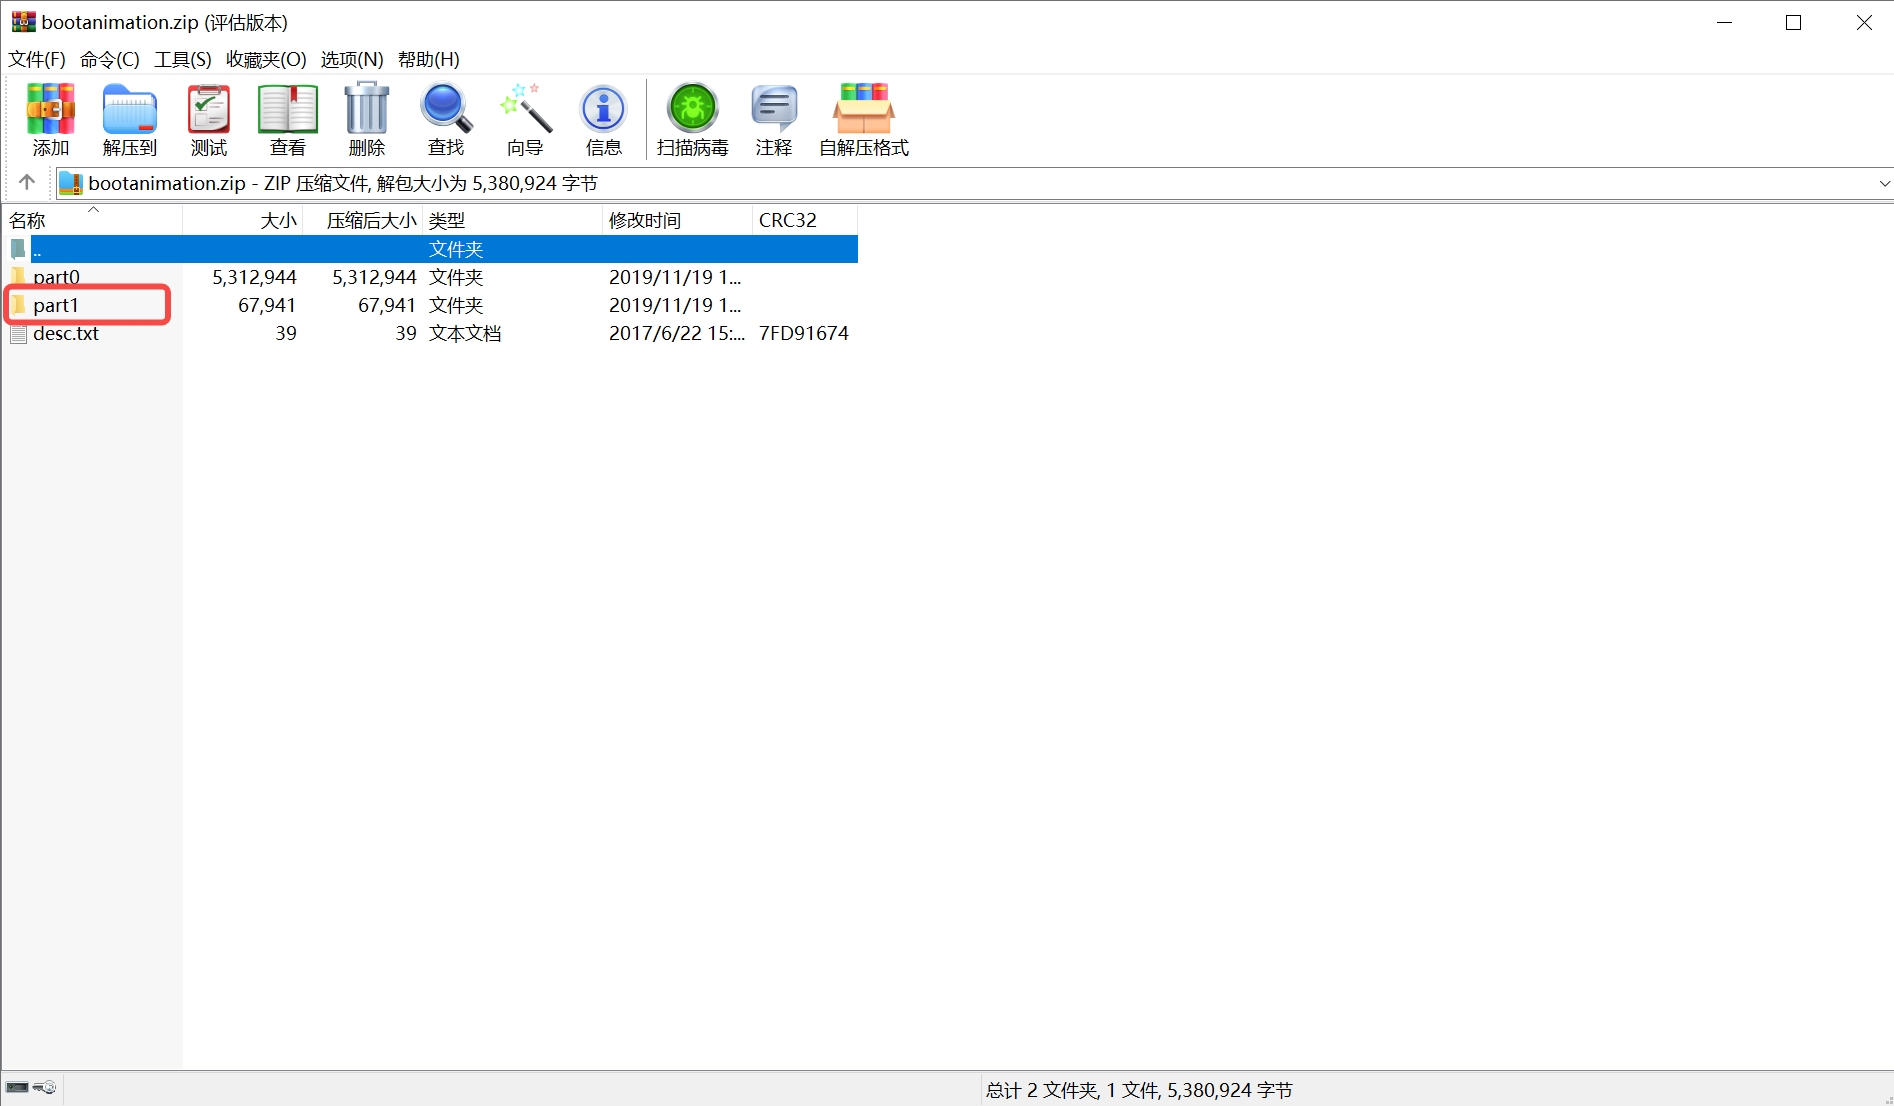 bootanimation.zip (评估版本)
文件(F) 命令(C) 工具(S) 收藏夹(O) 选项(N) 帮助(H)
添加 解压到 测试 查看 删除 查找 向导 信息 扫描病毒 注释 自解压格式
bootanimation.zip - ZIP 压缩文件, 解包大小为 5,380,924 字节
名称 大小 压缩后大小 类型 修改时间 CRC32
.. 文件夹
part0 5,312,944 5,312,944 文件夹 2019/11/19 1...
part1 67,941 67,941 文件夹 2019/11/19 1...
desc.txt 39 39 文本文档 2017/6/22 15:... 7FD91674
总计 2 文件夹, 1 文件, 5,380,924 字节